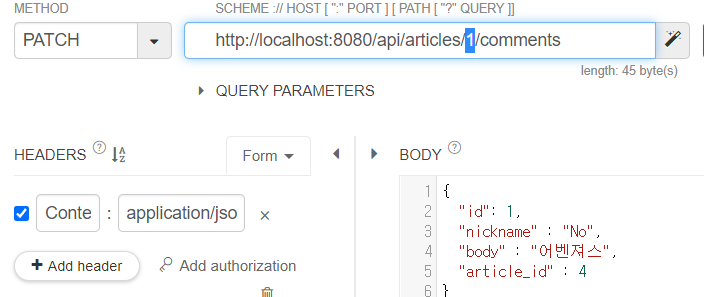 METHOD
SCHEME :// HOST [ ":" PORT ] [ PATH [ "?" QUERY ]]
PATCH
http://localhost:8080/api/articles/1/comments
length: 45 byte(s)
QUERY PARAMETERS
HEADERS ? A Z
Form
BODY ?
Conte : application/jso ×
+ Add header
Add authorization
1 {
2 "id": 1,
3 "nickname" : "No",
4 "body" : "어벤져스",
5 "article_id" : 4
6 }